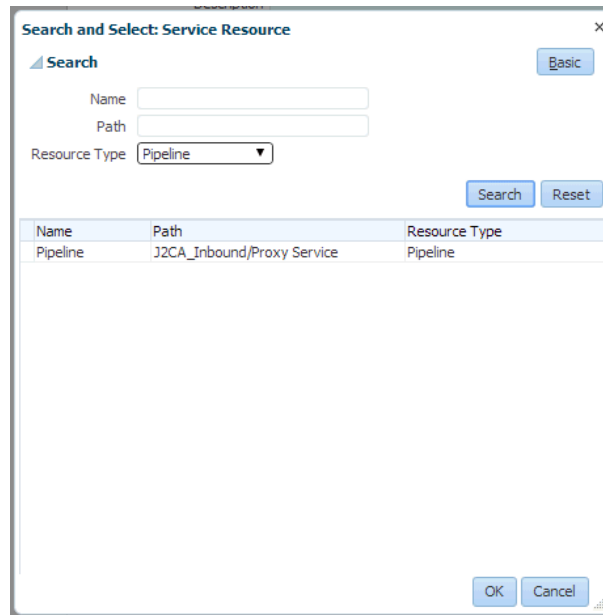 Description
Search and Select: Service Resource
Search
Basic
Name
Path
Resource Type Pipeline
Search Reset
Name Path Resource Type
Pipeline J2CA_Inbound/Proxy Service Pipeline
OK Cancel